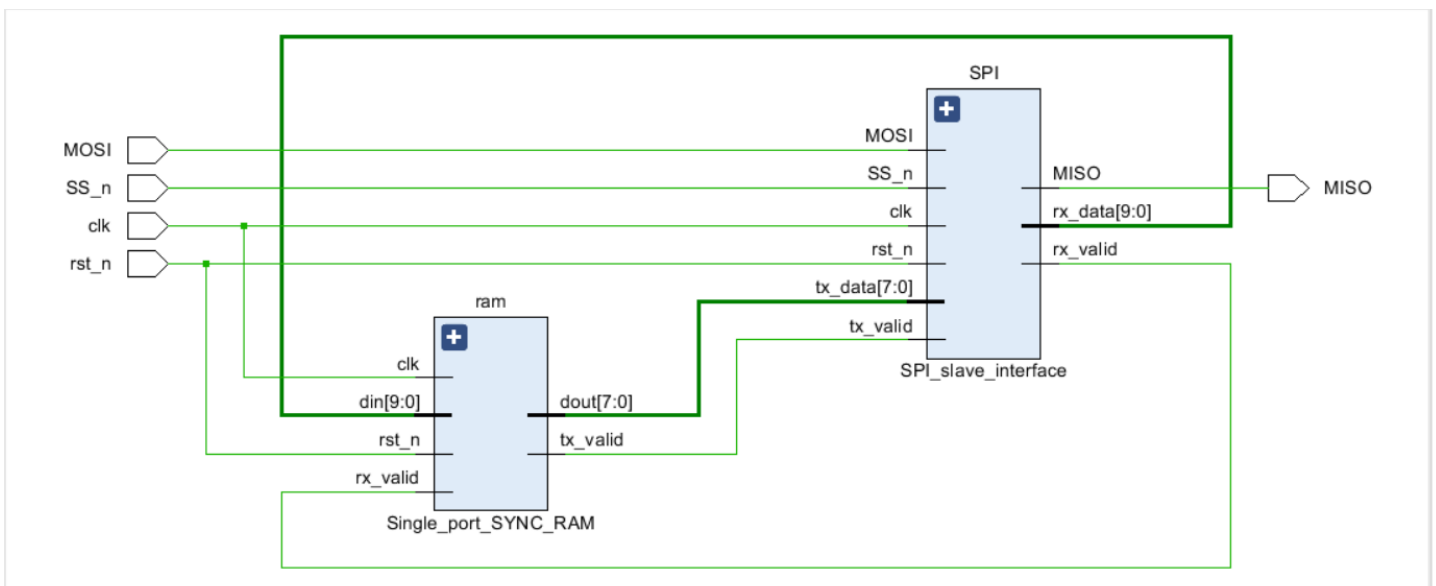 SPI
MOSI
MOSI
SS_n
SS_n
MISO
MISO
clk
clk
rx_data[9:0]
rst_n
rst_n
rx_valid
tx_data[7:0]
ram
tx_valid
clk
SPI_slave_interface
din[9:0]
dout[7:0]
rst_n
tx_valid
rx_valid
Single_port_SYNC_RAM